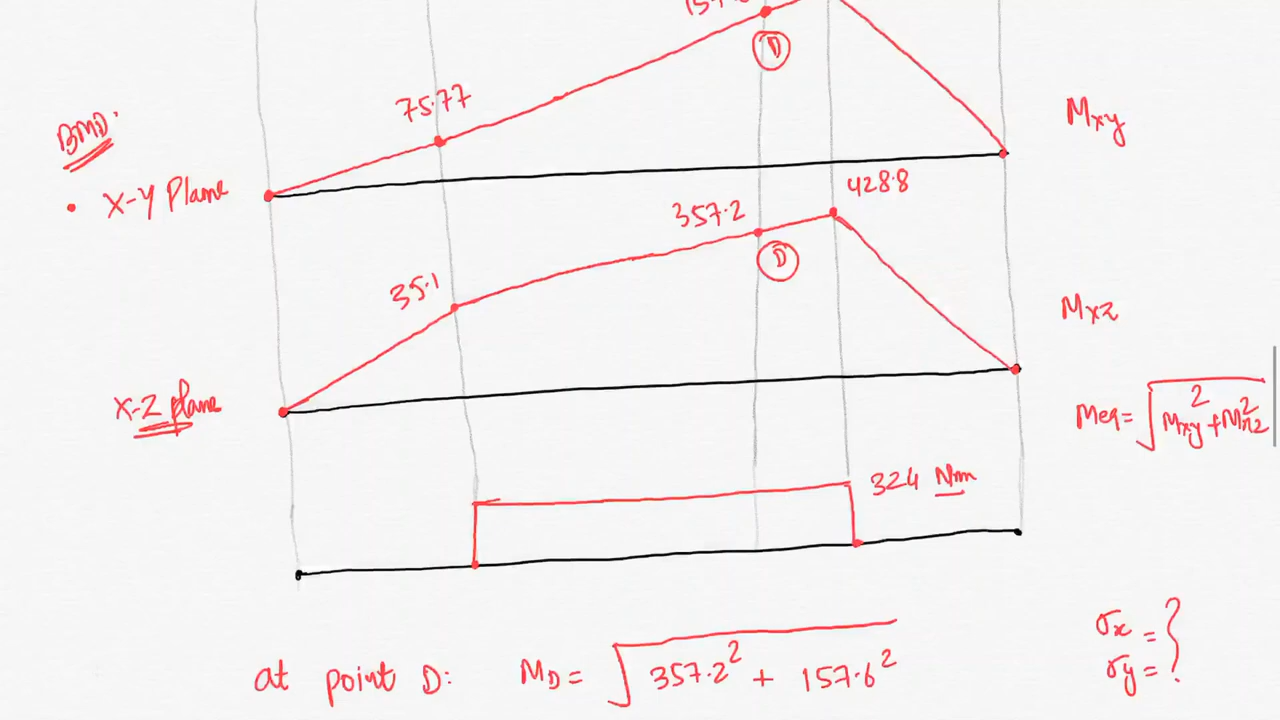 D
75.77
Mxy
BMD:
428.8
X-Y Plane
357.2
D
35.1
Mxz
X-Z plane
Meq = √Mxy² + Mxz²
324 Nm
σx = ?
at point D: MD = √357.2² + 157.6²
σy = ?